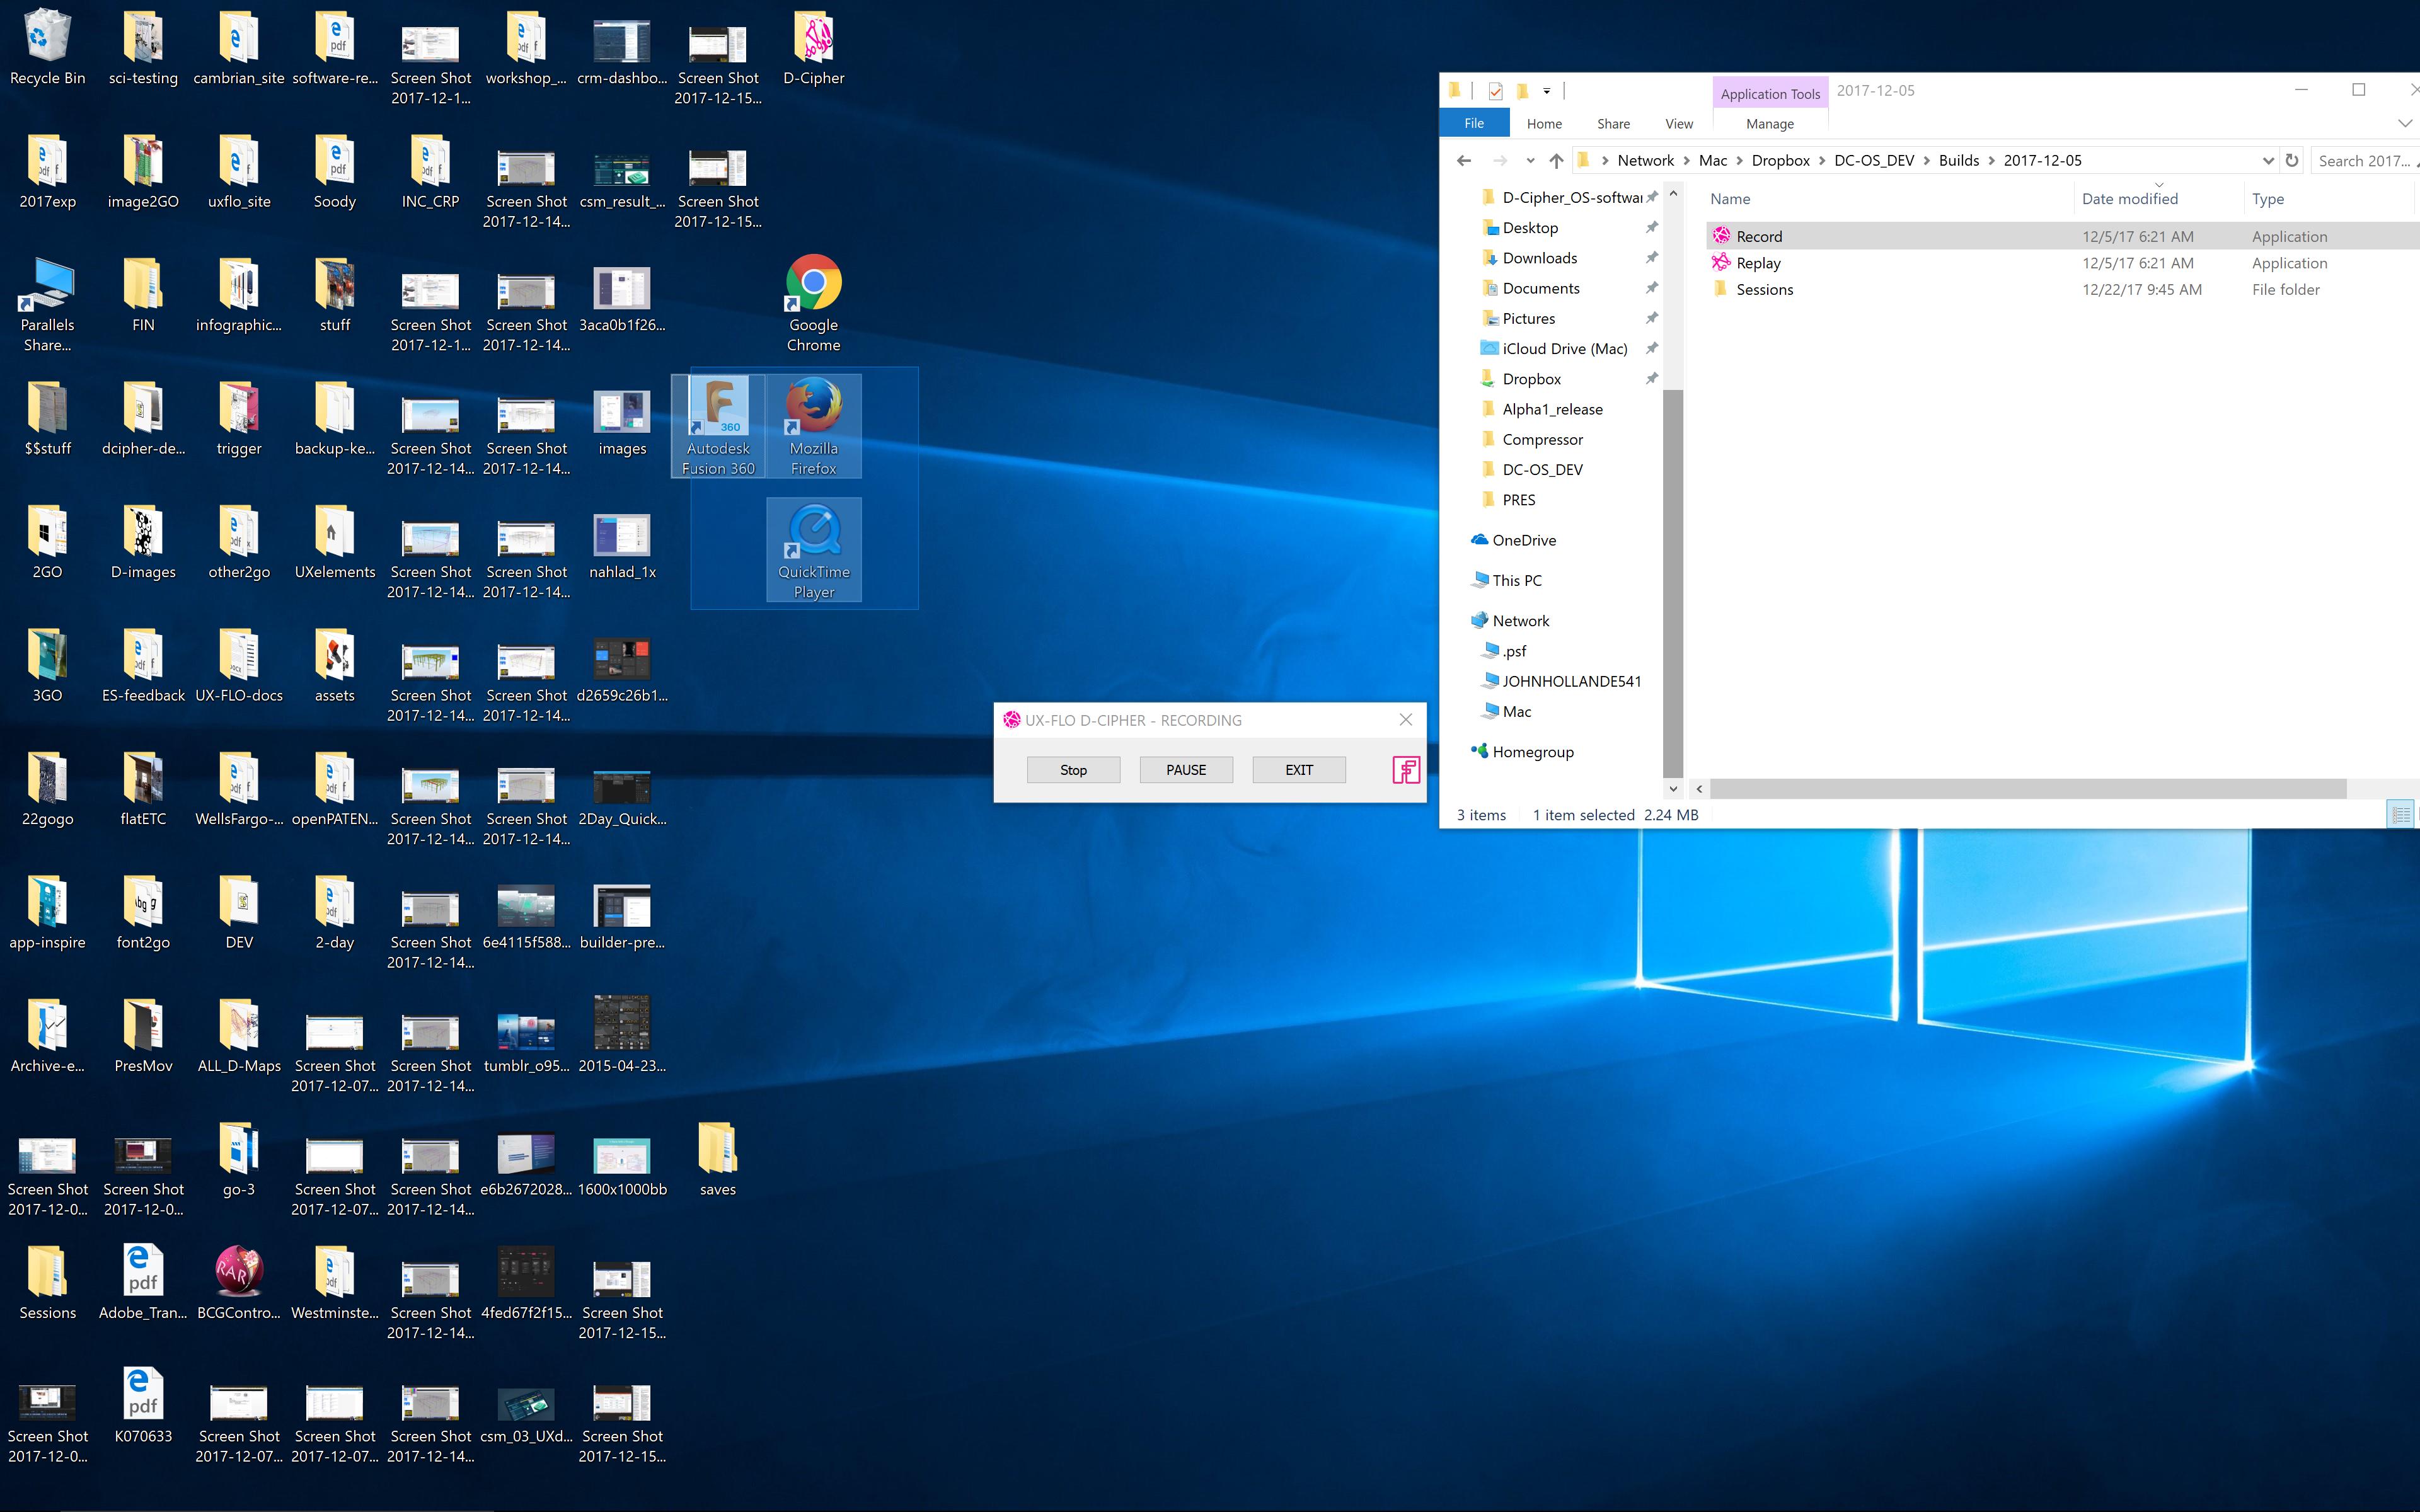 Recycle Bin
sci-testing
cambrian_site
software-re...
Screen Shot
2017-12-1...
workshop_...
crm-dashbo...
Screen Shot
2017-12-15...
D-Cipher
2017exp
image2GO
uxflo_site
Soody
INC_CRP
Screen Shot
2017-12-14...
csm_result_...
Screen Shot
2017-12-15...
Parallels
Share...
FIN
infographic...
stuff
Screen Shot
2017-12-1...
Screen Shot
2017-12-14...
3aca0b1f26...
Google
Chrome
$$stuff
dcipher-de...
trigger
backup-ke...
Screen Shot
2017-12-14...
Screen Shot
2017-12-14...
images
360
Autodesk
Fusion 360
Mozilla
Firefox
2GO
D-images
other2go
UXelements
Screen Shot
2017-12-14...
Screen Shot
2017-12-14...
nahlad_1x
QuickTime
Player
3GO
ES-feedback
UX-FLO-docs
assets
Screen Shot
2017-12-14...
Screen Shot
2017-12-14...
d2659c26b1...
22gogo
flatETC
WellsFargo-...
openPATEN...
Screen Shot
2017-12-14...
Screen Shot
2017-12-14...
2Day_Quick...
app-inspire
font2go
DEV
2-day
Screen Shot
2017-12-14...
6e4115f588...
builder-pre...
Archive-e...
PresMov
ALL_D-Maps
Screen Shot
2017-12-07...
Screen Shot
2017-12-14...
tumblr_o95...
2015-04-23...
Screen Shot
2017-12-0...
Screen Shot
2017-12-0...
go-3
Screen Shot
2017-12-07...
Screen Shot
2017-12-14...
e6b2672028...
1600x1000bb
saves
Sessions
pdf
Adobe_Tran...
RAR
BCGContro...
Westminste...
Screen Shot
2017-12-14...
4fed67f2f15...
Screen Shot
2017-12-15...
Screen Shot
2017-12-0...
pdf
K070633
Screen Shot
2017-12-07...
Screen Shot
2017-12-07...
Screen Shot
2017-12-14...
csm_03_UXd...
Screen Shot
2017-12-15...
UX-FLO D-CIPHER - RECORDING
Stop PAUSE EXIT
Application Tools 2017-12-05
File Home Share View Manage
Network Mac Dropbox DC-OS_DEV Builds 2017-12-05
Search 2017...
D-Cipher_OS-softwar
Desktop
Downloads
Documents
Pictures
iCloud Drive (Mac)
Dropbox
Alpha1_release
Compressor
DC-OS_DEV
PRES
OneDrive
This PC
Network
.psf
JOHNHOLLANDE541
Mac
Homegroup
Name Date modified Type
Record 12/5/17 6:21 AM Application
Replay 12/5/17 6:21 AM Application
Sessions 12/22/17 9:45 AM File folder
3 items 1 item selected 2.24 MB